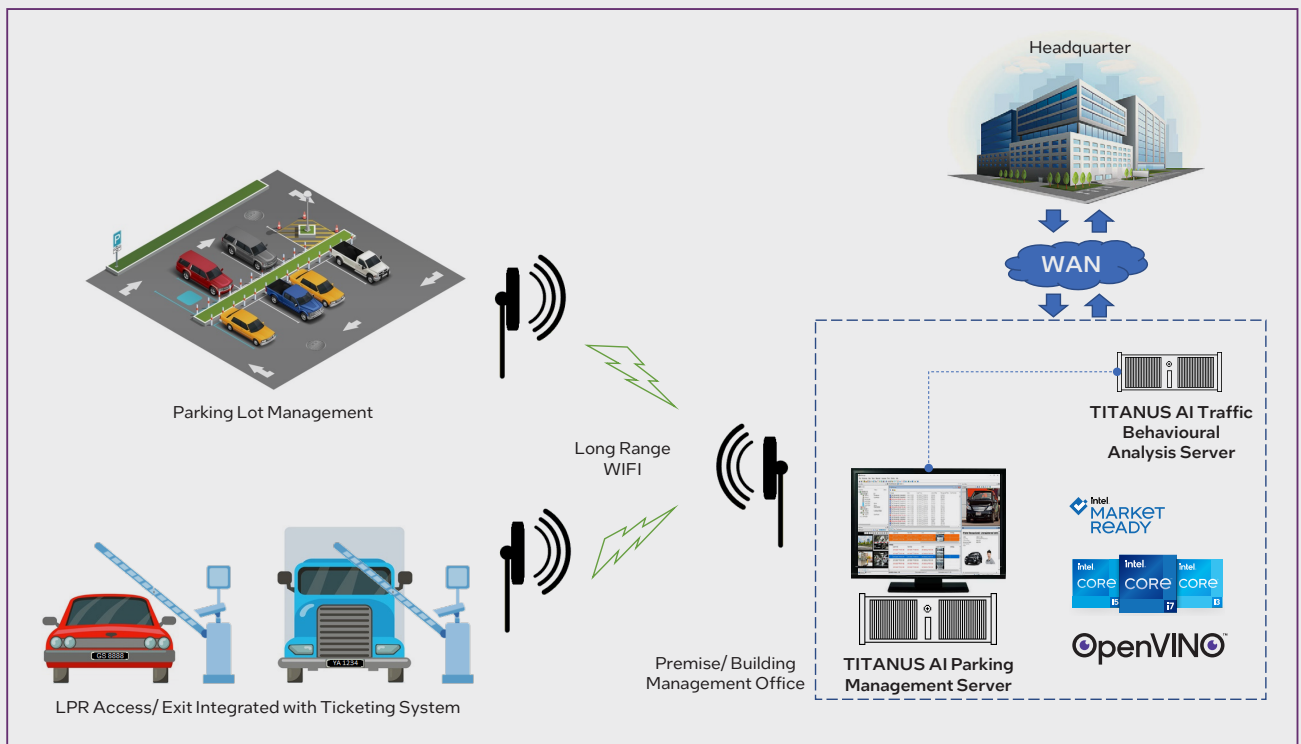 Headquarter
WAN
Parking Lot Management
Long Range
WIFI
TITANUS AI Traffic
Behavioural
Analysis Server
intel
MARKET
READY
intel
CORE
i5
intel
CORE
i7
intel
CORE
i3
OpenVINO™
GS 8888
YA 1234
LPR Access/ Exit Integrated with Ticketing System
Premise/ Building
Management Office
TITANUS AI Parking
Management Server